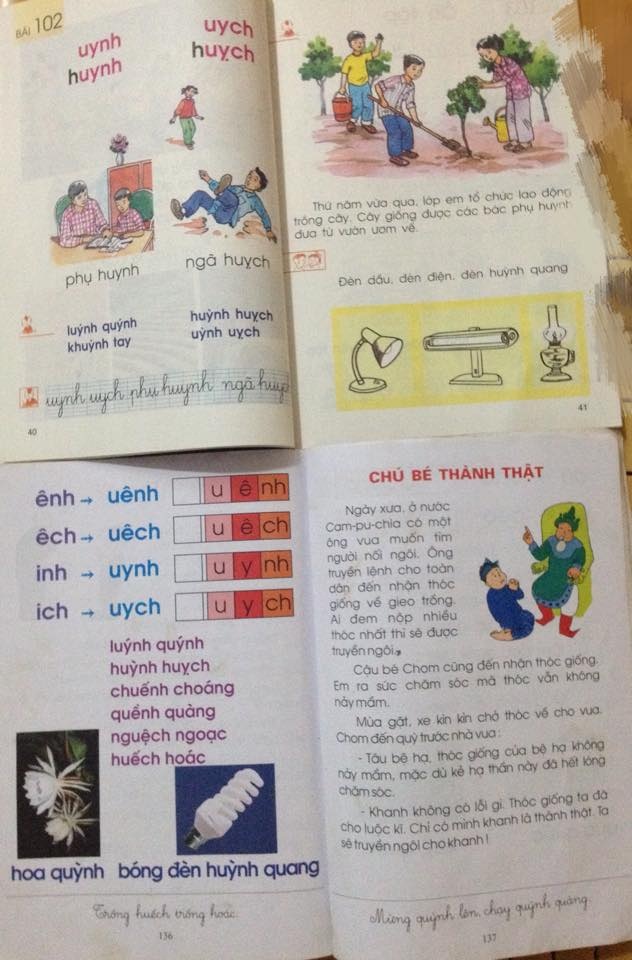 BÀI 102
uynh
huynh
uych
huỵch
phụ huynh
ngã huỵch
luýnh quýnh
khuỳnh tay
huỳnh huỵch
uỳnh uỵch
uynh uych phụ huynh ngã huỵc
40
Thứ năm vừa qua, lớp em tổ chức lao động
trồng cây. Cây giống được các bác phụ huynh
đưa từ vườn ươm về.
Đèn dầu, đèn điện, đèn huỳnh quang
41
ênh → uênh u ê nh
êch → uêch u ê ch
inh → uynh u y nh
ich → uych u y ch
luýnh quýnh
huỳnh huỵch
chuếnh choáng
quềnh quàng
nguệch ngoạc
huếch hoác
hoa quỳnh
bóng đèn huỳnh quang
Trống huếch trống hoác.
136
CHÚ BÉ THÀNH THẬT
Ngày xưa, ở nước
Cam-pu-chia có một
ông vua muốn tìm
người nối ngôi. Ông
truyền lệnh cho toàn
dân đến nhận thóc
giống về gieo trồng.
Ai đem nộp nhiều
thóc nhất thì sẽ được
truyền ngôi.
Cậu bé Chom cũng đến nhận thóc giống.
Em ra sức chăm sóc mà thóc vẫn không
nảy mầm.
Mùa gặt, xe kìn kìn chở thóc về cho vua.
Chom đến quỳ trước nhà vua :
- Tâu bệ hạ, thóc giống của bệ hạ không
nảy mầm, mặc dù kẻ hạ thần này đã hết lòng
chăm sóc.
- Khanh không có lỗi gì. Thóc giống ta đã
cho luộc kĩ. Chỉ có mình khanh là thành thật. Ta
sẽ truyền ngôi cho khanh !
Mừng quýnh lên, chạy quỳnh quàng.
137